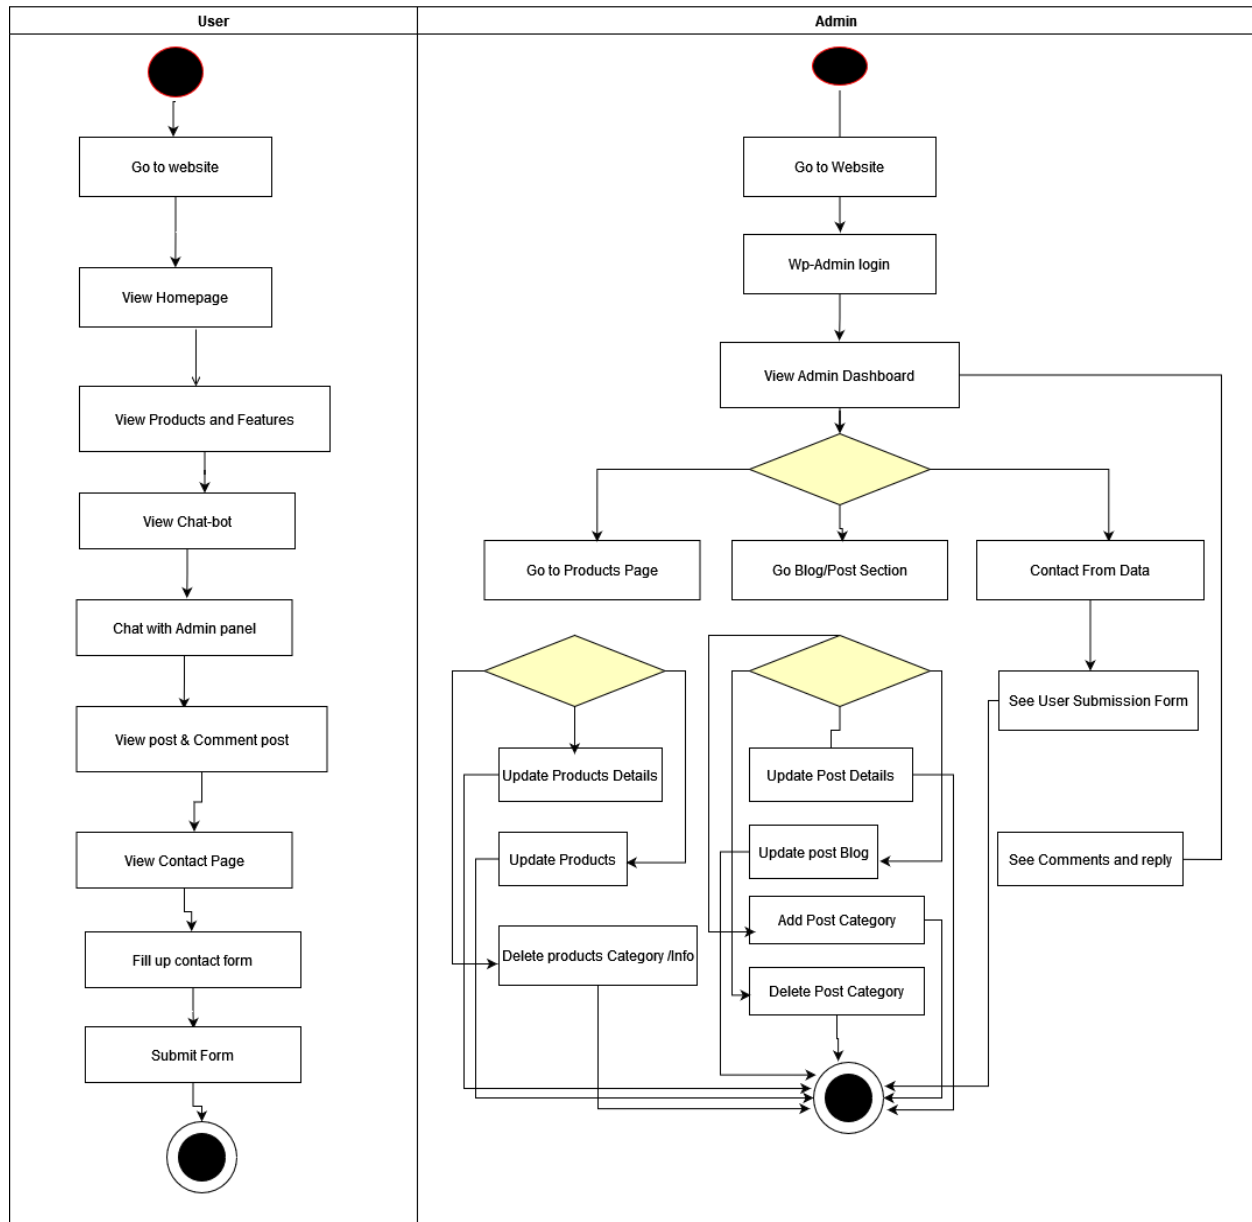 User
Admin
Go to website
View Homepage
View Products and Features
View Chat-bot
Chat with Admin panel
View post & Comment post
View Contact Page
Fill up contact form
Submit Form
Go to Website
Wp-Admin login
View Admin Dashboard
Go to Products Page
Go Blog/Post Section
Contact From Data
Update Products Details
Update Products
Delete products Category /Info
Update Post Details
Update post Blog
Add Post Category
Delete Post Category
See User Submission Form
See Comments and reply